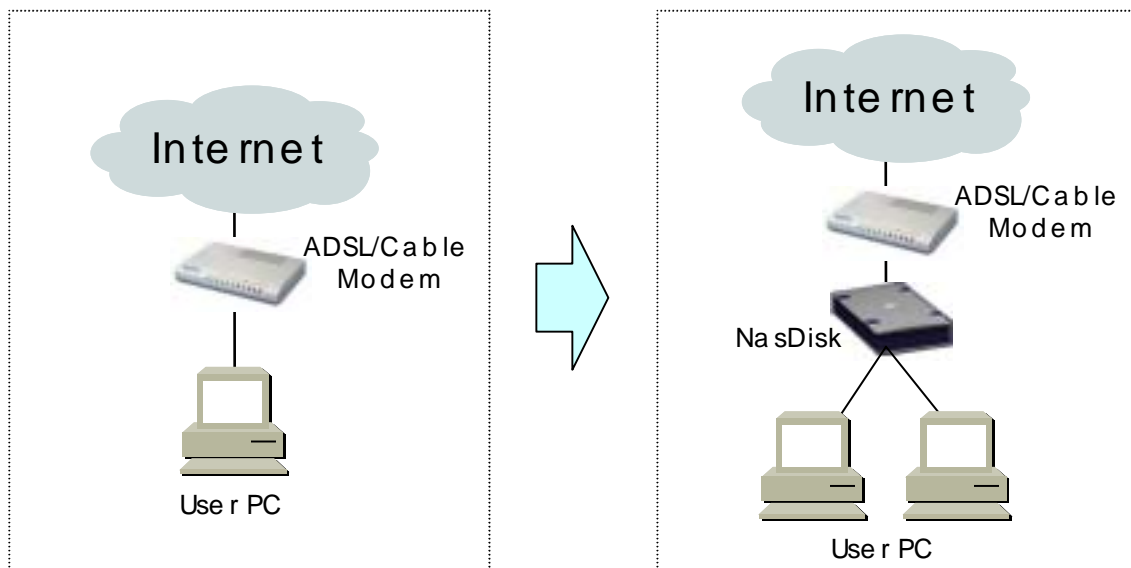 Internet
ADSL/Cable
Modem
User PC
Internet
ADSL/Cable
Modem
NasDisk
User PC